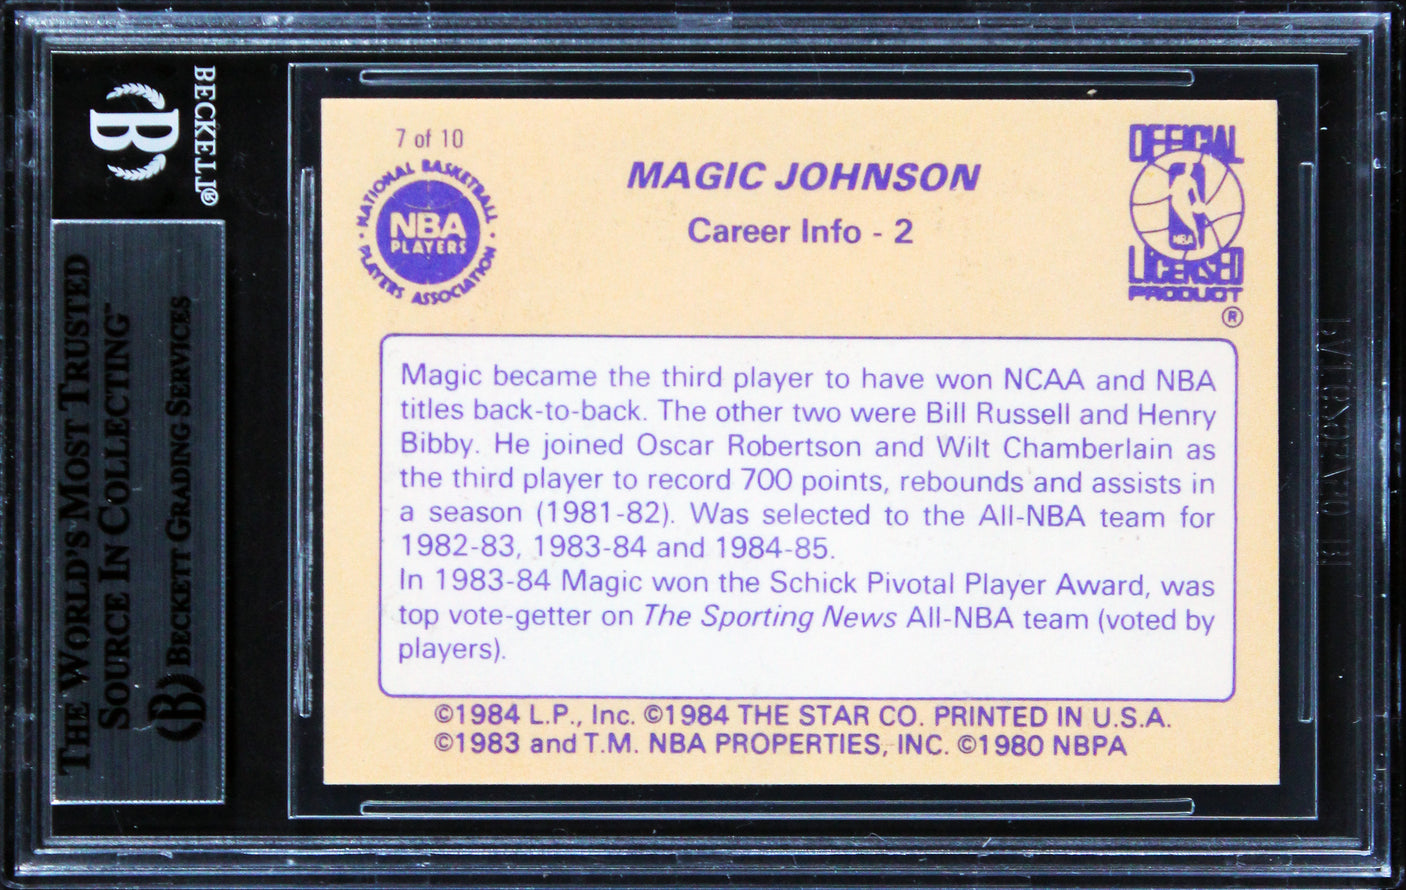 BECKETT®
B
THE WORLD'S MOST TRUSTED
SOURCE IN COLLECTING™
B BECKETT GRADING SERVICES
7 of 10
NATIONAL BASKETBALL
NBA
PLAYERS
PLAYERS ASSOCIATION
MAGIC JOHNSON
Career Info - 2
OFFICIAL
NBA
LICENSED
PRODUCT
®
Magic became the third player to have won NCAA and NBA
titles back-to-back. The other two were Bill Russell and Henry
Bibby. He joined Oscar Robertson and Wilt Chamberlain as
the third player to record 700 points, rebounds and assists in
a season (1981-82). Was selected to the All-NBA team for
1982-83, 1983-84 and 1984-85.
In 1983-84 Magic won the Schick Pivotal Player Award, was
top vote-getter on The Sporting News All-NBA team (voted by
players).
©1984 L.P., Inc. ©1984 THE STAR CO. PRINTED IN U.S.A.
©1983 and T.M. NBA PROPERTIES, INC. ©1980 NBPA